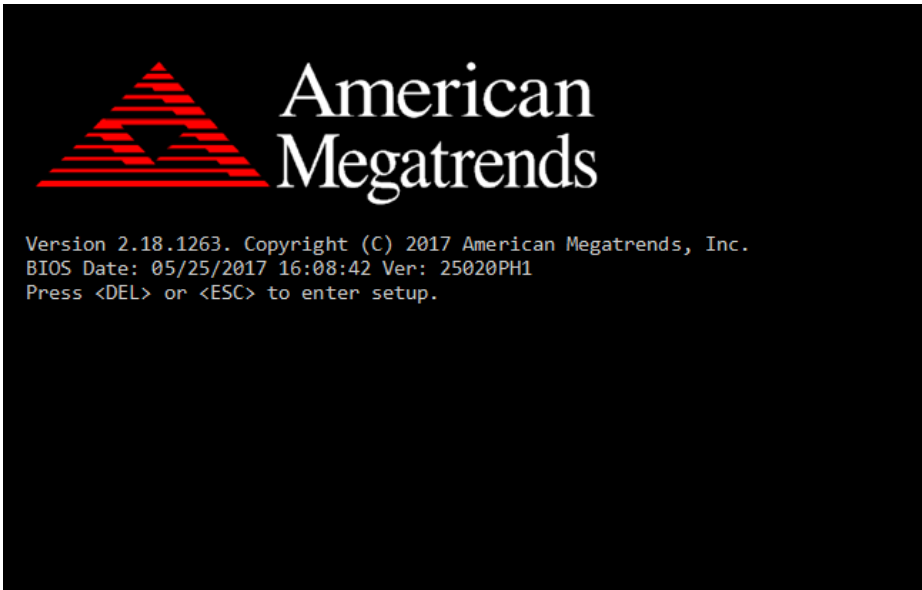 American
Megatrends
Version 2.18.1263. Copyright (C) 2017 American Megatrends, Inc.
BIOS Date: 05/25/2017 16:08:42 Ver: 25020PH1
Press <DEL> or <ESC> to enter setup.